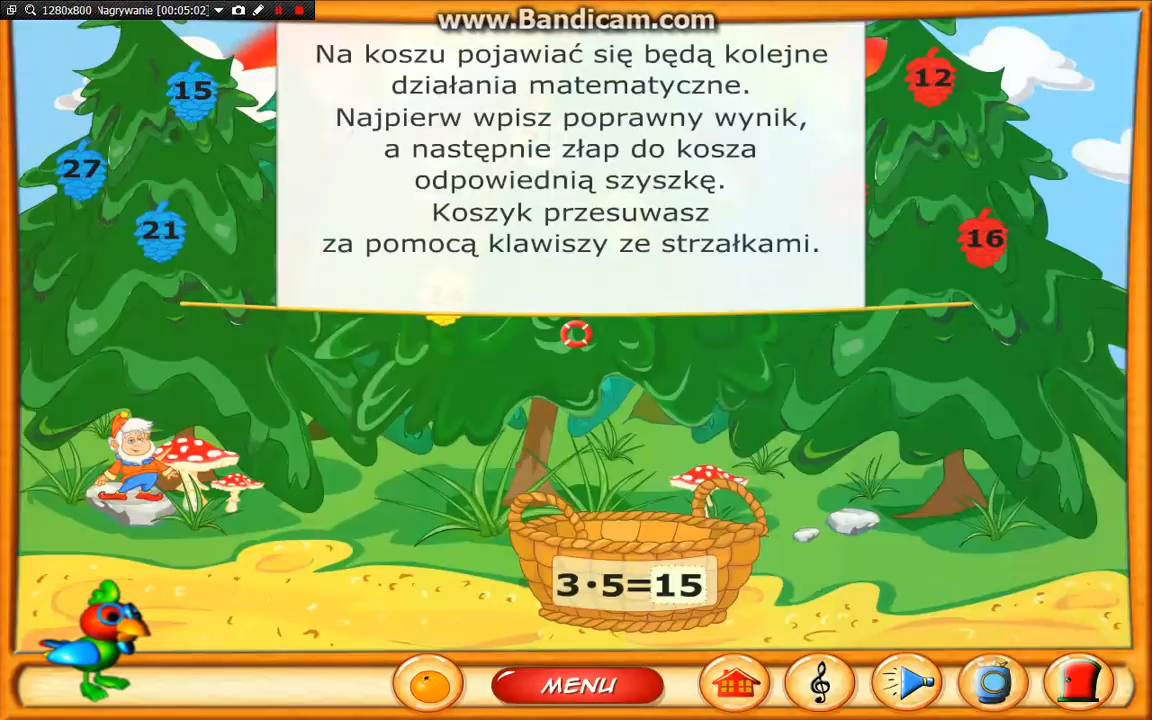 1280x800 Nagrywanie [00:05:02]
www.Bandicam.com
Na koszu pojawiać się będą kolejne
działania matematyczne.
Najpierw wpisz poprawny wynik,
a następnie złap do kosza
odpowiednią szyszkę.
Koszyk przesuwasz
za pomocą klawiszy ze strzałkami.
15
12
27
21
16
3·5=15
MENU